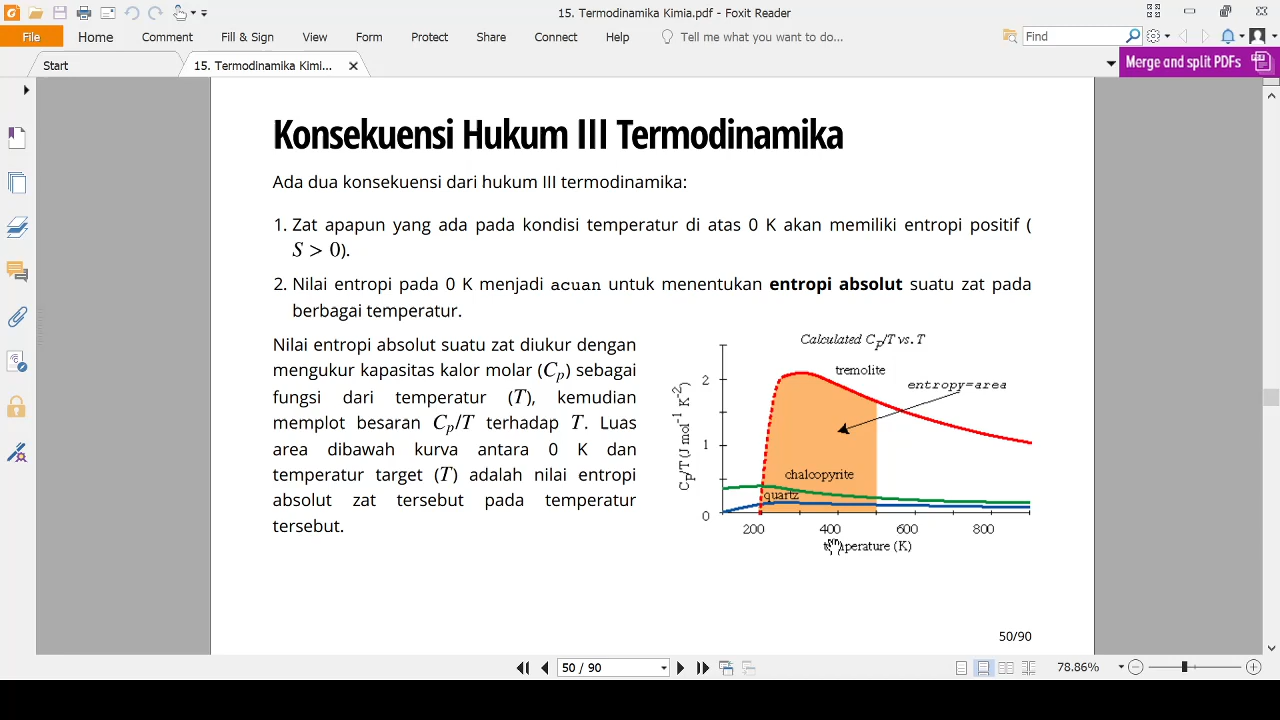 15. Termodinamika Kimia.pdf - Foxit Reader
File Home Comment Fill & Sign View Form Protect Share Connect Help Tell me what you want to do... Find
Start 15. Termodinamika Kimi... Merge and split PDFs
Konsekuensi Hukum III Termodinamika
Ada dua konsekuensi dari hukum III termodinamika:
1. Zat apapun yang ada pada kondisi temperatur di atas 0 K akan memiliki entropi positif (
S > 0).
2. Nilai entropi pada 0 K menjadi acuan untuk menentukan entropi absolut suatu zat pada
berbagai temperatur.
Nilai entropi absolut suatu zat diukur dengan
mengukur kapasitas kalor molar (Cp) sebagai
fungsi dari temperatur (T), kemudian
memplot besaran Cp/T terhadap T. Luas
area dibawah kurva antara 0 K dan
temperatur target (T) adalah nilai entropi
absolut zat tersebut pada temperatur
tersebut.
Calculated Cp/T vs. T
tremolite
entropy=area
2
1
0
Cp/T (J mol-1 K-2)
chalcopyrite
quartz
200 400 600 800
temperature (K)
50/90
50 / 90 78.86%